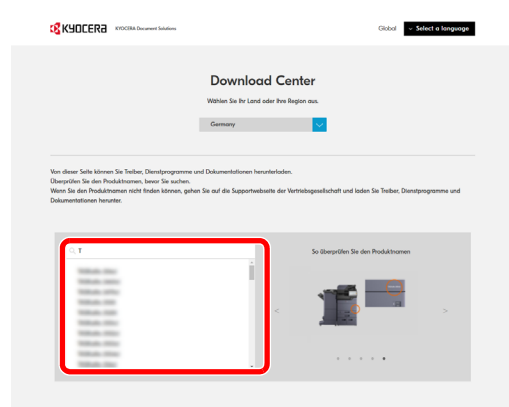 KYOCERA KYOCERA Document Solutions
Global Select a language
Download Center
Wählen Sie Ihr Land oder Ihre Region aus.
Germany
Von dieser Seite können Sie Treiber, Dienstprogramme und Dokumentationen herunterladen.
Überprüfen Sie den Produktnamen, bevor Sie suchen.
Wenn Sie den Produktnamen nicht finden können, gehen Sie auf die Supportwebseite der Vertriebsgesellschaft und laden Sie Treiber, Dienstprogramme und
Dokumentationen herunter.
T
So überprüfen Sie den Produktnamen